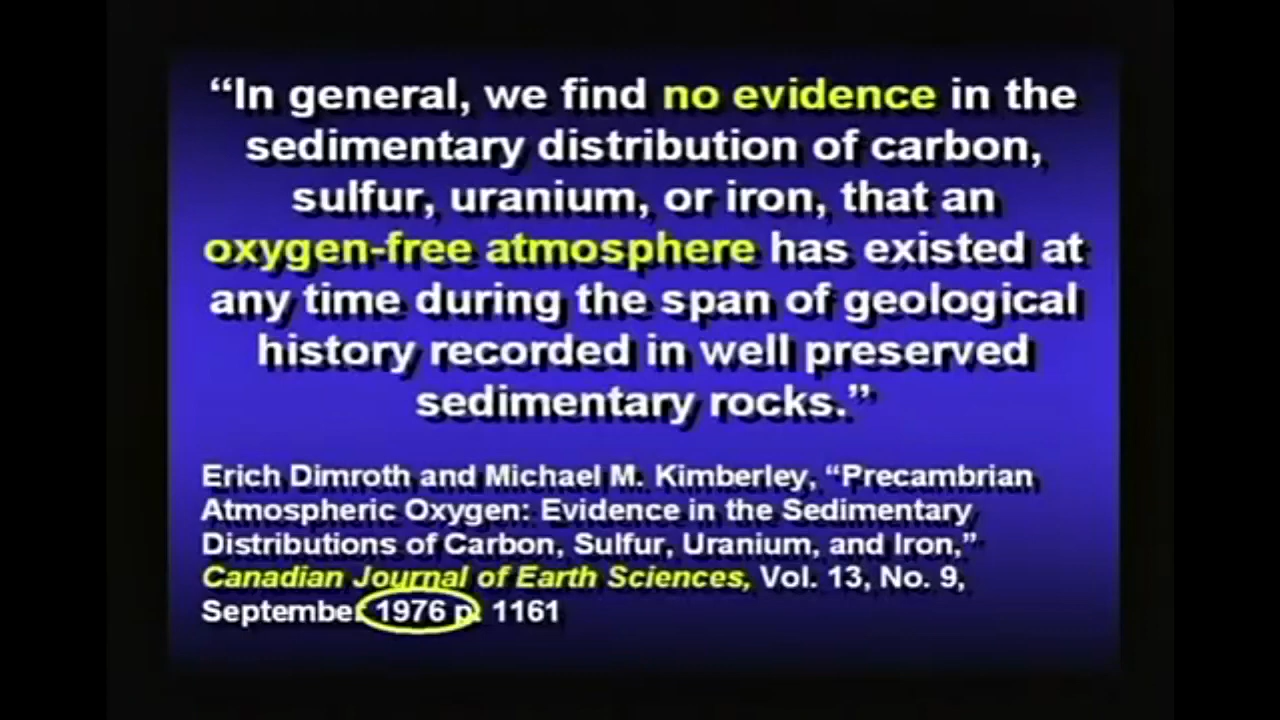 “In general, we find no evidence in the
sedimentary distribution of carbon,
sulfur, uranium, or iron, that an
oxygen-free atmosphere has existed at
any time during the span of geological
history recorded in well preserved
sedimentary rocks.”
Erich Dimroth and Michael M. Kimberley, “Precambrian
Atmospheric Oxygen: Evidence in the Sedimentary
Distributions of Carbon, Sulfur, Uranium, and Iron,”
Canadian Journal of Earth Sciences, Vol. 13, No. 9,
September 1976 p. 1161